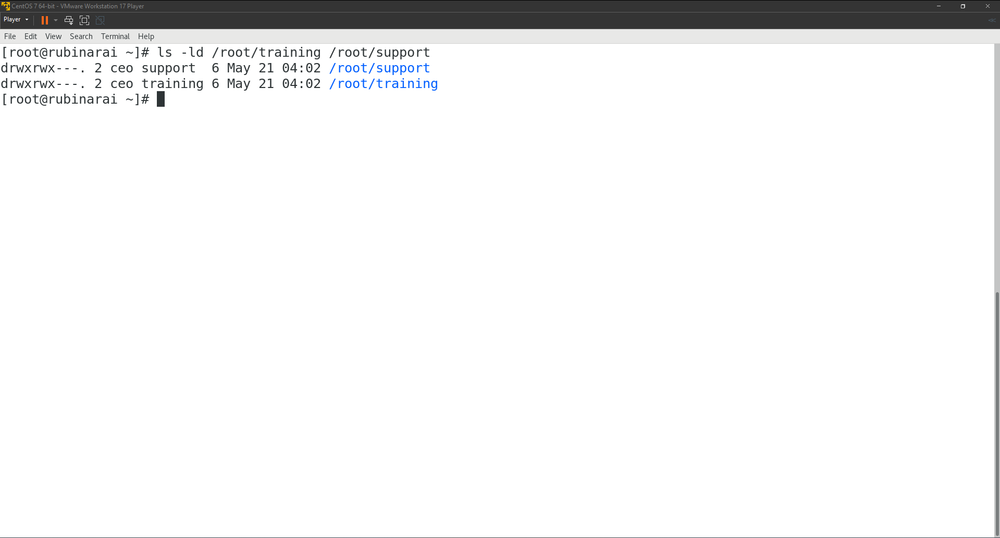 CentOS 7 64-bit - VMware Workstation 17 Player
Player
File Edit View Search Terminal Help
[root@rubinarai ~]# ls -ld /root/training /root/support
drwxrwx---. 2 ceo support  6 May 21 04:02 /root/support
drwxrwx---. 2 ceo training 6 May 21 04:02 /root/training
[root@rubinarai ~]#